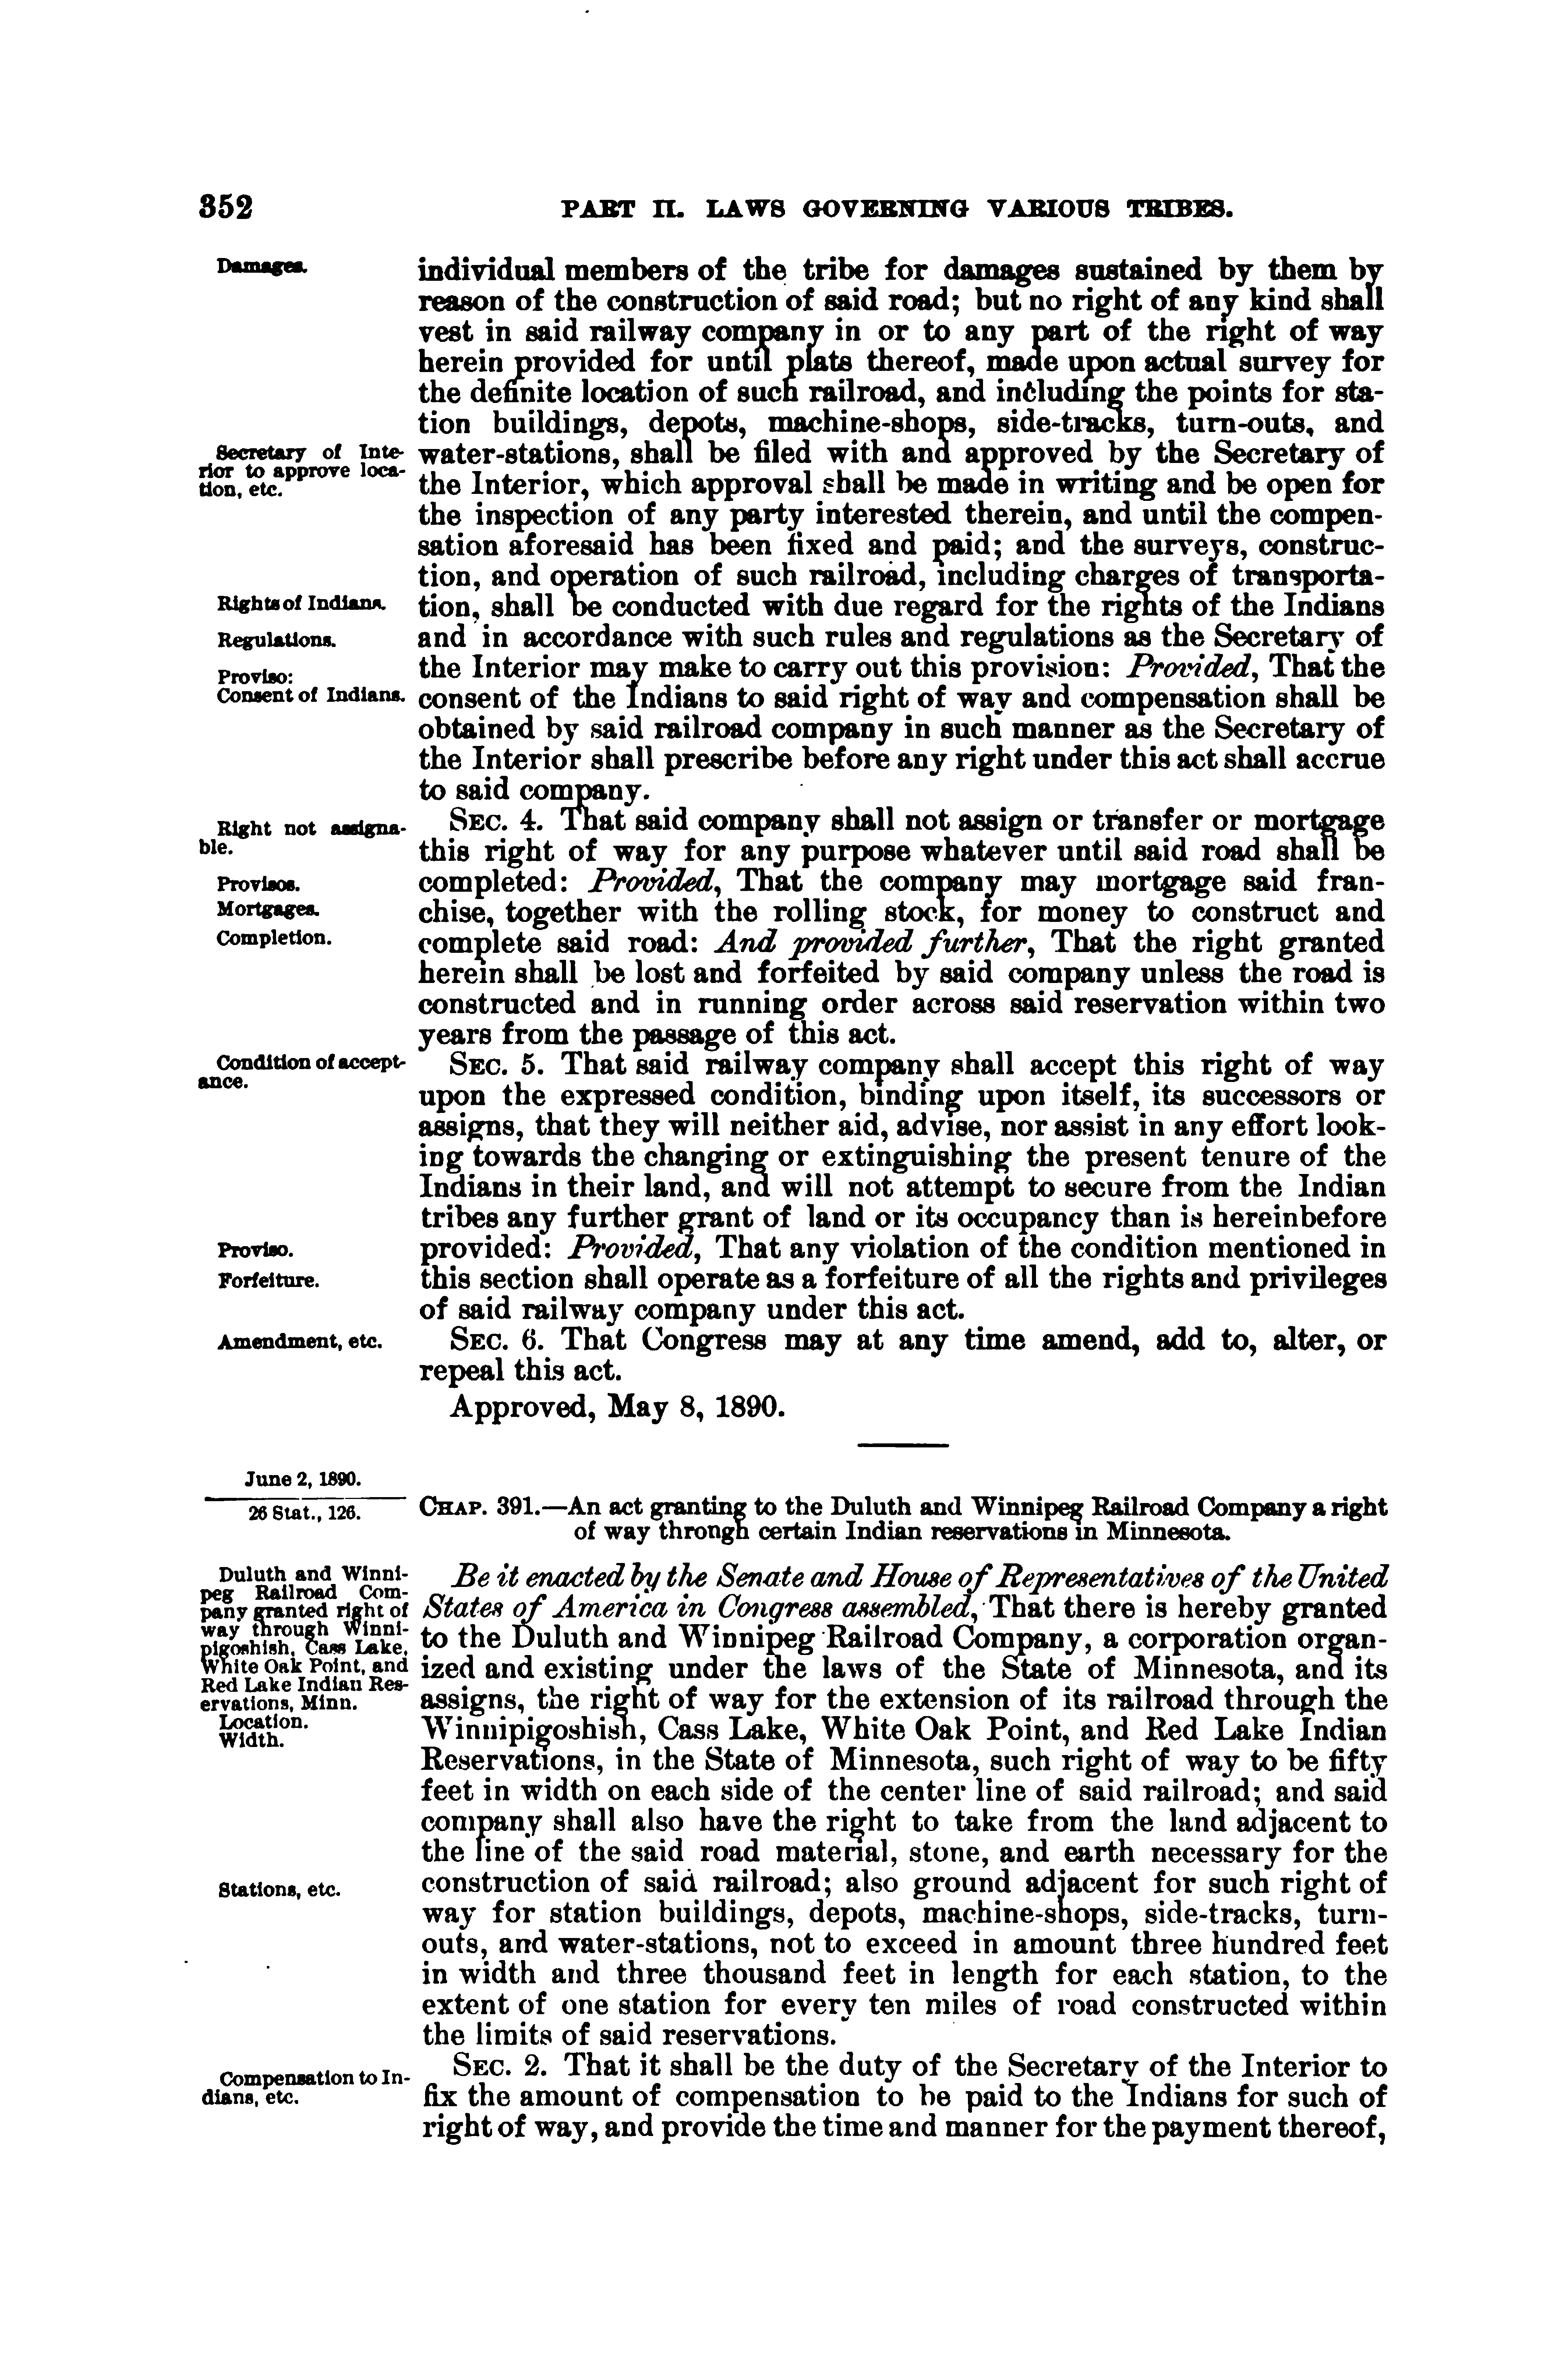 352 PART II. LAWS GOVERNING VARIOUS TRIBES.
Damages.
individual members of the tribe for damages sustained by them by
reason of the construction of said road; but no right of any kind shall
vest in said railway company in or to any part of the right of way
herein provided for until plats thereof, made upon actual survey for
the definite location of such railroad, and including the points for sta-
tion buildings, depots, machine-shops, side-tracks, turn-outs, and
Secretary of Inte-
rior to approve loca-
tion, etc.
water-stations, shall be filed with and approved by the Secretary of
the Interior, which approval shall be made in writing and be open for
the inspection of any party interested therein, and until the compen-
sation aforesaid has been fixed and paid; and the surveys, construc-
tion, and operation of such railroad, including charges of transporta-
Rights of Indians.
tion, shall be conducted with due regard for the rights of the Indians
Regulations.
and in accordance with such rules and regulations as the Secretary of
Proviso:
the Interior may make to carry out this provision: Provided, That the
Consent of Indians.
consent of the Indians to said right of way and compensation shall be
obtained by said railroad company in such manner as the Secretary of
the Interior shall prescribe before any right under this act shall accrue
to said company.
Right not assigna-
ble.
SEC. 4. That said company shall not assign or transfer or mortgage
this right of way for any purpose whatever until said road shall be
Provisos.
completed: Provided, That the company may mortgage said fran-
Mortgages.
chise, together with the rolling stock, for money to construct and
Completion.
complete said road: And provided further, That the right granted
herein shall be lost and forfeited by said company unless the road is
constructed and in running order across said reservation within two
years from the passage of this act.
Condition of accept-
ance.
SEC. 5. That said railway company shall accept this right of way
upon the expressed condition, binding upon itself, its successors or
assigns, that they will neither aid, advise, nor assist in any effort look-
ing towards the changing or extinguishing the present tenure of the
Indians in their land, and will not attempt to secure from the Indian
tribes any further grant of land or its occupancy than is hereinbefore
Proviso.
provided: Provided, That any violation of the condition mentioned in
Forfeiture.
this section shall operate as a forfeiture of all the rights and privileges
of said railway company under this act.
Amendment, etc.
SEC. 6. That Congress may at any time amend, add to, alter, or
repeal this act.
Approved, May 8, 1890.
June 2, 1890.
26 Stat., 126.
CHAP. 391.—An act granting to the Duluth and Winnipeg Railroad Company a right
of way through certain Indian reservations in Minnesota.
Duluth and Winni-
peg Railroad Com-
pany granted right of
way through Winni-
pigoshish, Cass Lake,
White Oak Point, and
Red Lake Indian Res-
ervations, Minn.
Location.
Width.
Be it enacted by the Senate and House of Representatives of the United
States of America in Congress assembled, That there is hereby granted
to the Duluth and Winnipeg Railroad Company, a corporation organ-
ized and existing under the laws of the State of Minnesota, and its
assigns, the right of way for the extension of its railroad through the
Winnipigoshish, Cass Lake, White Oak Point, and Red Lake Indian
Reservations, in the State of Minnesota, such right of way to be fifty
feet in width on each side of the center line of said railroad; and said
company shall also have the right to take from the land adjacent to
the line of the said road material, stone, and earth necessary for the
Stations, etc.
construction of said railroad; also ground adjacent for such right of
way for station buildings, depots, machine-shops, side-tracks, turn-
outs, and water-stations, not to exceed in amount three hundred feet
in width and three thousand feet in length for each station, to the
extent of one station for every ten miles of road constructed within
the limits of said reservations.
Compensation to In-
dians, etc.
SEC. 2. That it shall be the duty of the Secretary of the Interior to
fix the amount of compensation to be paid to the Indians for such of
right of way, and provide the time and manner for the payment thereof,